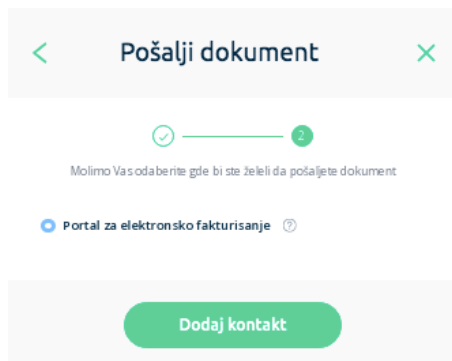 Pošalji dokument
2
Molimo Vas odaberite gde bi ste želeli da pošaljete dokument
Portal za elektronsko fakturisanje ?
Dodaj kontakt